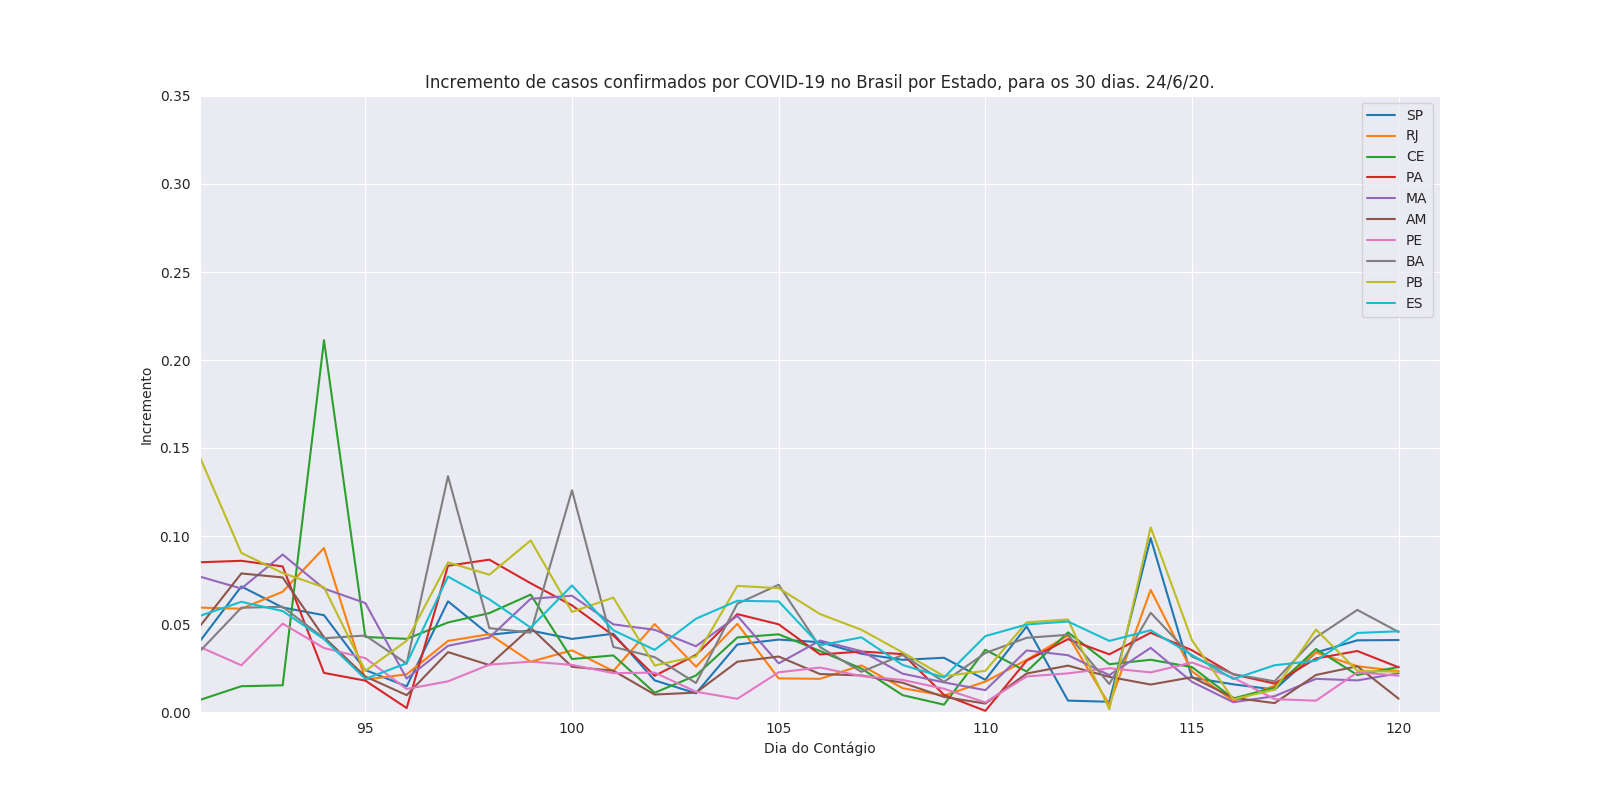 Incremento de casos confirmados por COVID-19 no Brasil por Estado, para os 30 dias. 24/6/20.
0.35
0.30
0.25
0.20
0.15
0.10
0.05
0.00
Incremento
95
100
105
110
115
120
Dia do Contágio
SP
RJ
CE
PA
MA
AM
PE
BA
PB
ES